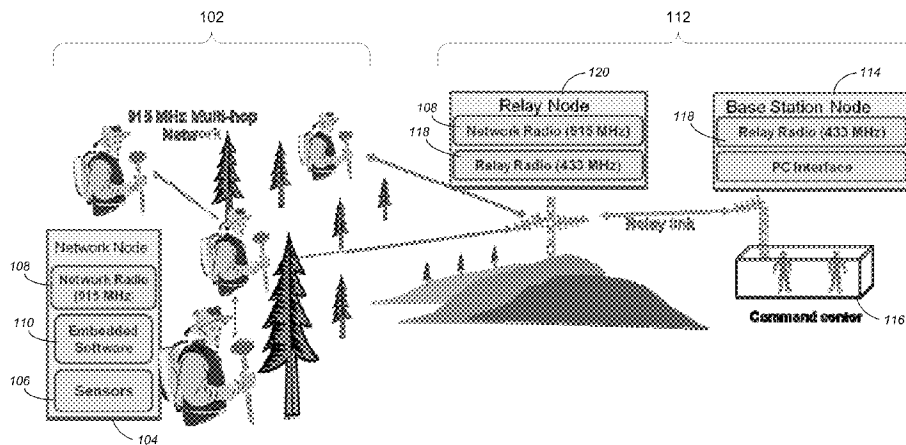 102
112
120
114
915 MHz Multi-hop
Network
108
118
Relay Node
Network Radio (915 MHz)
Relay Radio (433 MHz)
118
Base Station Node
Relay Radio (433 MHz)
PC Interface
Relay link
Network Node
108
Network Radio
(915 MHz
110
Embedded
Software
106
Sensors
104
Command center
116